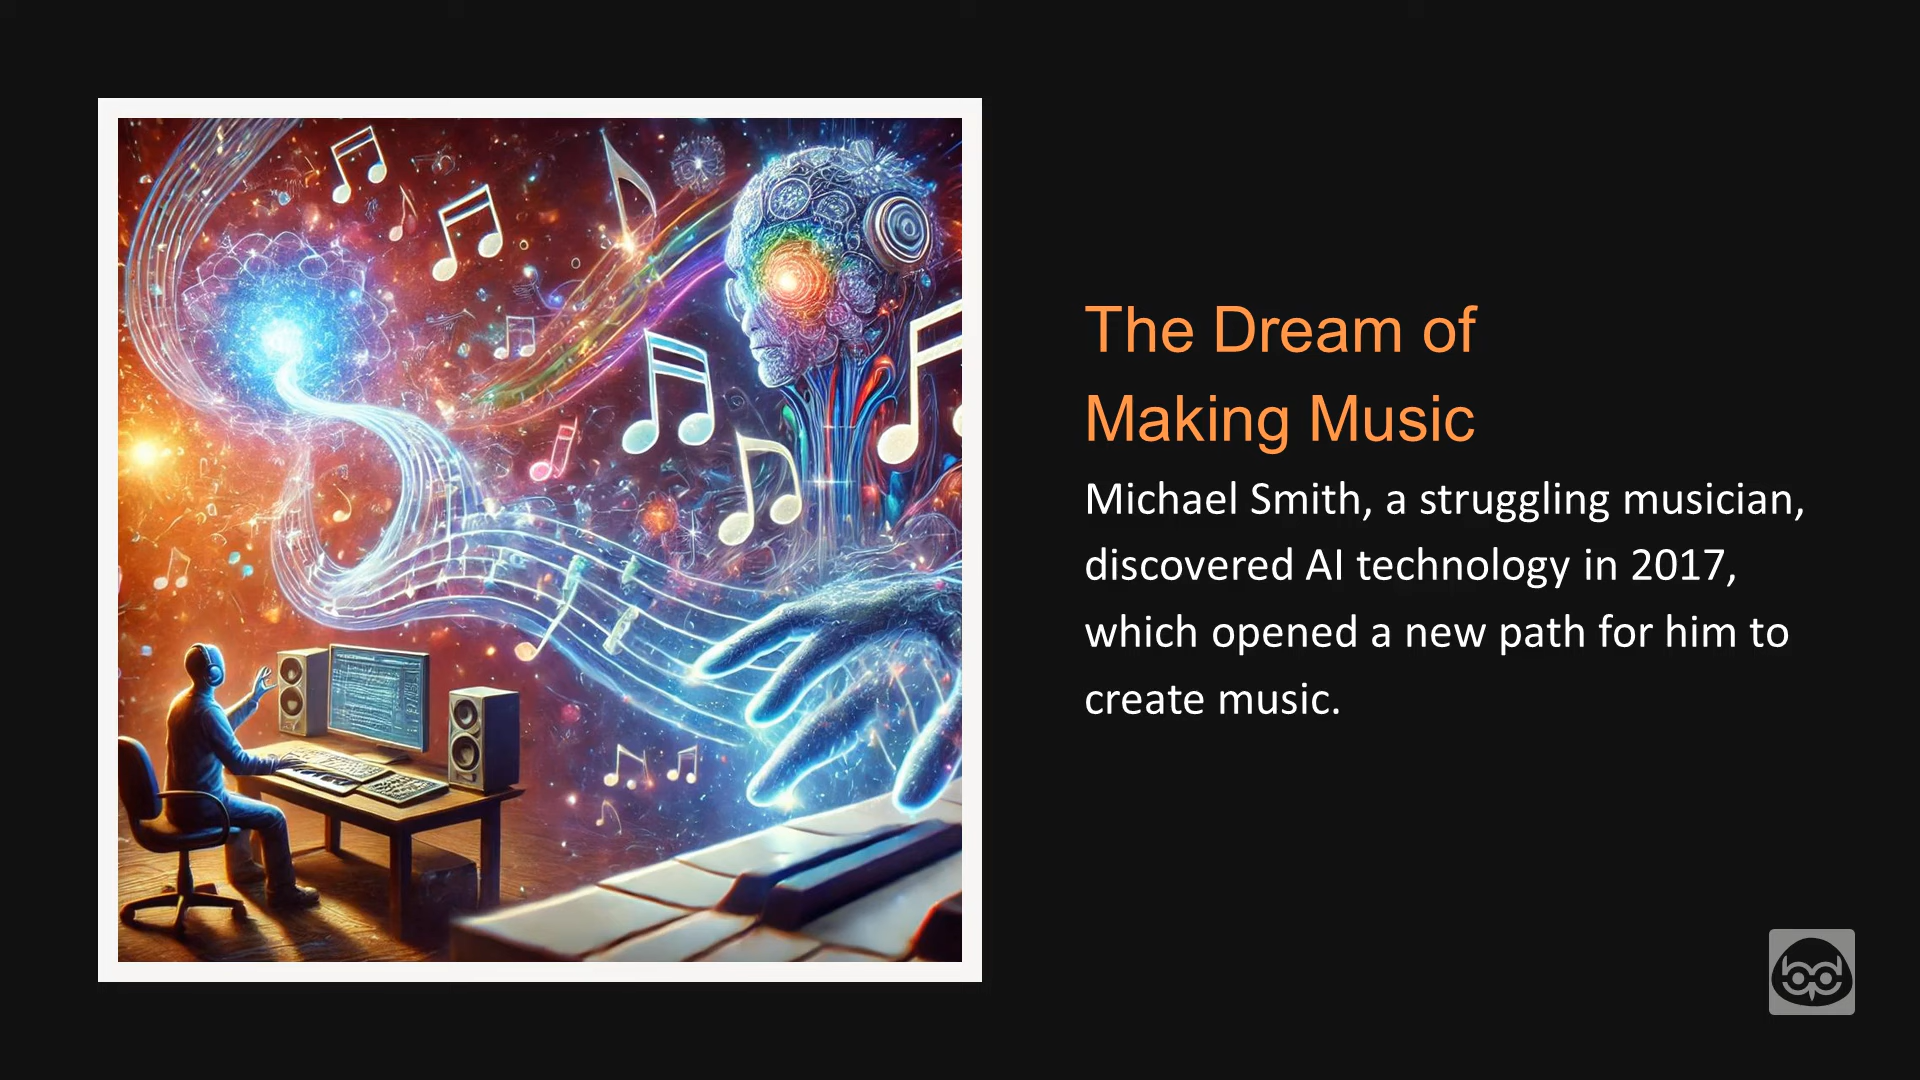 The Dream of
Making Music
Michael Smith, a struggling musician,
discovered AI technology in 2017,
which opened a new path for him to
create music.